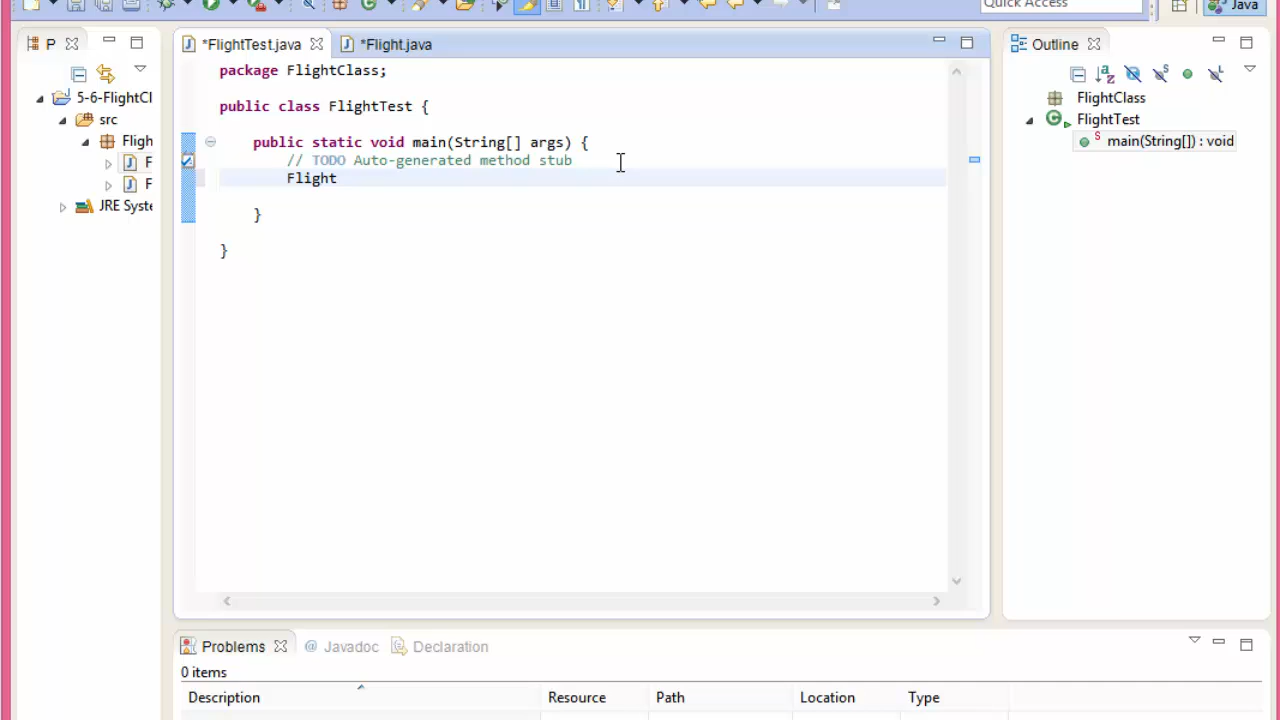 Quick Access
Java
P
*FlightTest.java
*Flight.java
Outline
package FlightClass;
public class FlightTest {
public static void main(String[] args) {
// TODO Auto-generated method stub
Flight
}
}
5-6-FlightCl
src
Fligh
F
F
JRE Syste
FlightClass
FlightTest
main(String[]) : void
Problems
@ Javadoc
Declaration
0 items
Description
Resource
Path
Location
Type